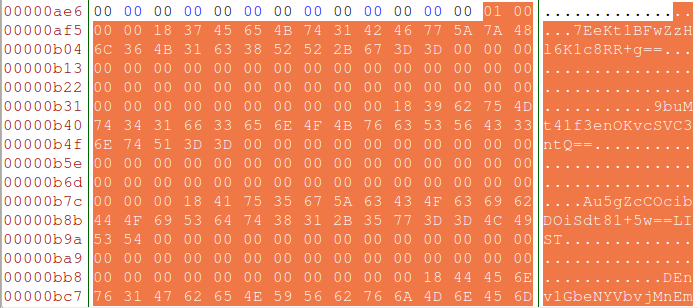 00000ae6 00 00 00 00 00 00 00 00 00 00 00 00 00 01 00 ...............
00000af5 00 00 18 37 45 65 4B 74 31 42 46 77 5A 7A 48 ...7EeKt1BFwZzH
00000b04 6C 36 4B 31 63 38 52 52 2B 67 3D 3D 00 00 00 l6K1c8RR+g==...
00000b13 00 00 00 00 00 00 00 00 00 00 00 00 00 00 00 ...............
00000b22 00 00 00 00 00 00 00 00 00 00 00 00 00 00 00 ...............
00000b31 00 00 00 00 00 00 00 00 00 00 18 39 62 75 4D ...........9buM
00000b40 74 34 31 66 33 65 6E 4F 4B 76 63 53 56 43 33 t41f3enOKvcSVC3
00000b4f 6E 74 51 3D 3D 00 00 00 00 00 00 00 00 00 00 ntQ==..........
00000b5e 00 00 00 00 00 00 00 00 00 00 00 00 00 00 00 ...............
00000b6d 00 00 00 00 00 00 00 00 00 00 00 00 00 00 00 ...............
00000b7c 00 00 00 18 41 75 35 67 5A 63 43 4F 63 69 62 ....Au5gZcCOcib
00000b8b 44 4F 69 53 64 74 38 31 2B 35 77 3D 3D 4C 49 DOiSdt81+5w==LI
00000b9a 53 54 00 00 00 00 00 00 00 00 00 00 00 00 00 ST.............
00000ba9 00 00 00 00 00 00 00 00 00 00 00 00 00 00 00 ...............
00000bb8 00 00 00 00 00 00 00 00 00 00 00 18 44 45 6E ............DEn
00000bc7 76 31 47 62 65 4E 59 56 62 76 6A 4D 6E 45 6D v1GbeNYVbvjMnEm